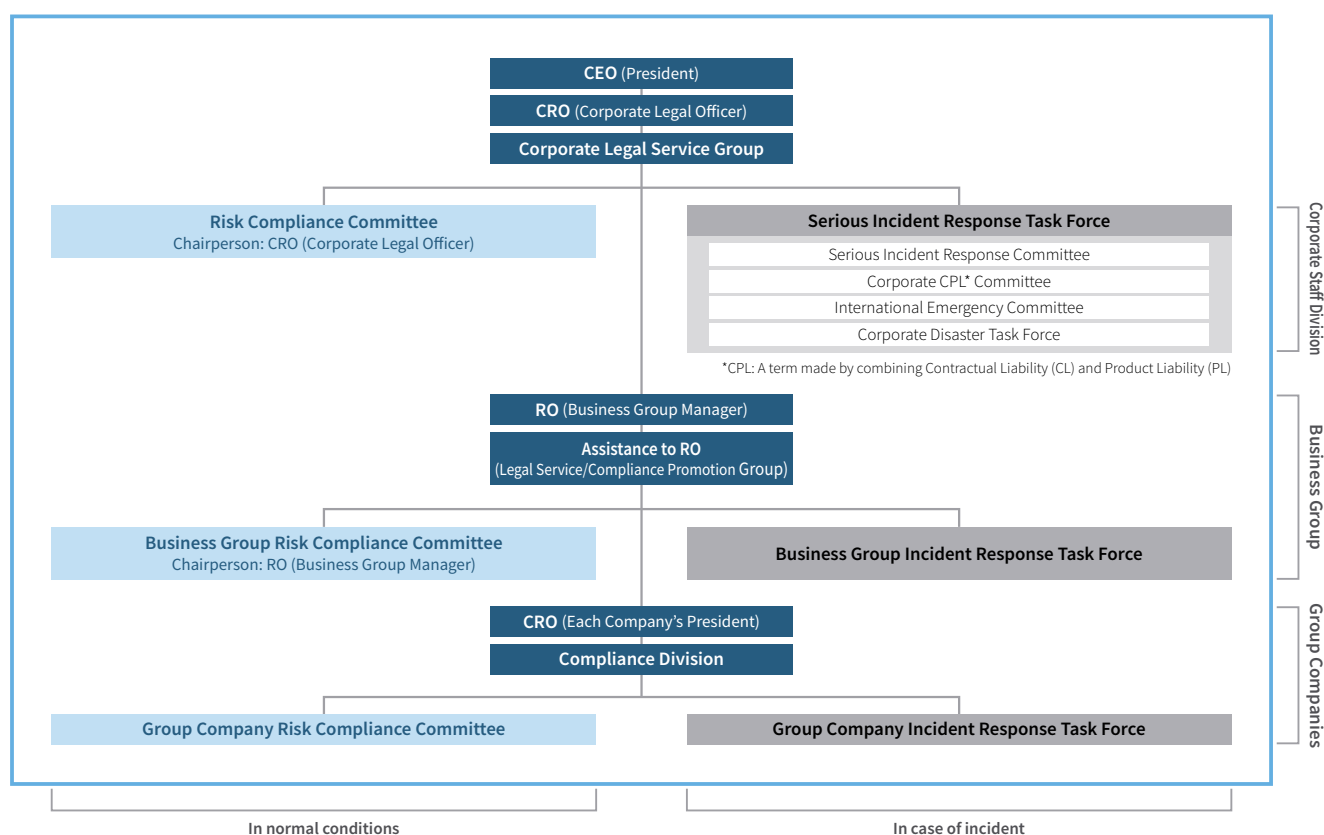 CEO (President)
CRO (Corporate Legal Officer)
Corporate Legal Service Group
Risk Compliance Committee
Chairperson: CRO (Corporate Legal Officer)
Serious Incident Response Task Force
Serious Incident Response Committee
Corporate CPL* Committee
International Emergency Committee
Corporate Disaster Task Force
*CPL: A term made by combining Contractual Liability (CL) and Product Liability (PL)
Corporate Staff Division
RO (Business Group Manager)
Assistance to RO
(Legal Service/Compliance Promotion Group)
Business Group Risk Compliance Committee
Chairperson: RO (Business Group Manager)
Business Group Incident Response Task Force
Business Group
CRO (Each Company’s President)
Compliance Division
Group Company Risk Compliance Committee
Group Company Incident Response Task Force
Group Companies
In normal conditions
In case of incident